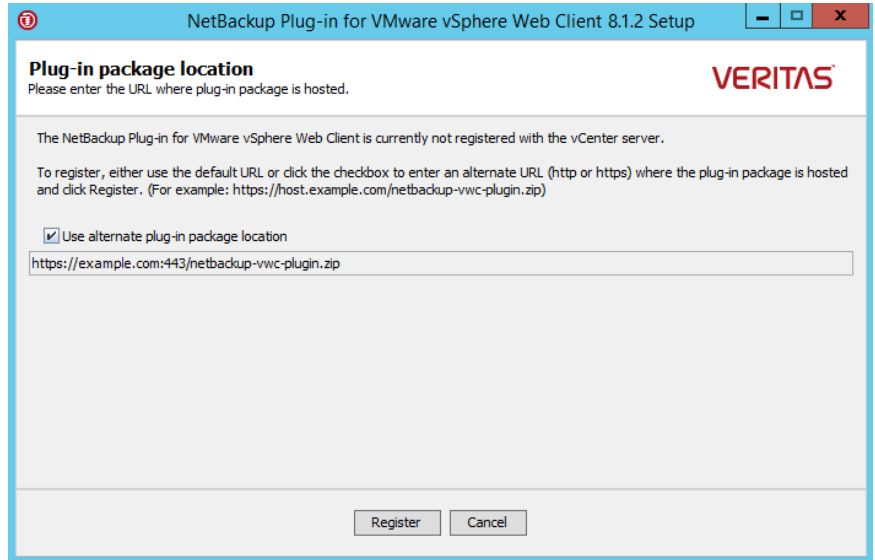 NetBackup Plug-in for VMware vSphere Web Client 8.1.2 Setup
Plug-in package location
Please enter the URL where plug-in package is hosted.
VERITAS
The NetBackup Plug-in for VMware vSphere Web Client is currently not registered with the vCenter server.
To register, either use the default URL or click the checkbox to enter an alternate URL (http or https) where the plug-in package is hosted
and click Register. (For example: https://host.example.com/netbackup-vwc-plugin.zip)
Use alternate plug-in package location
https://example.com:443/netbackup-vwc-plugin.zip
Register
Cancel